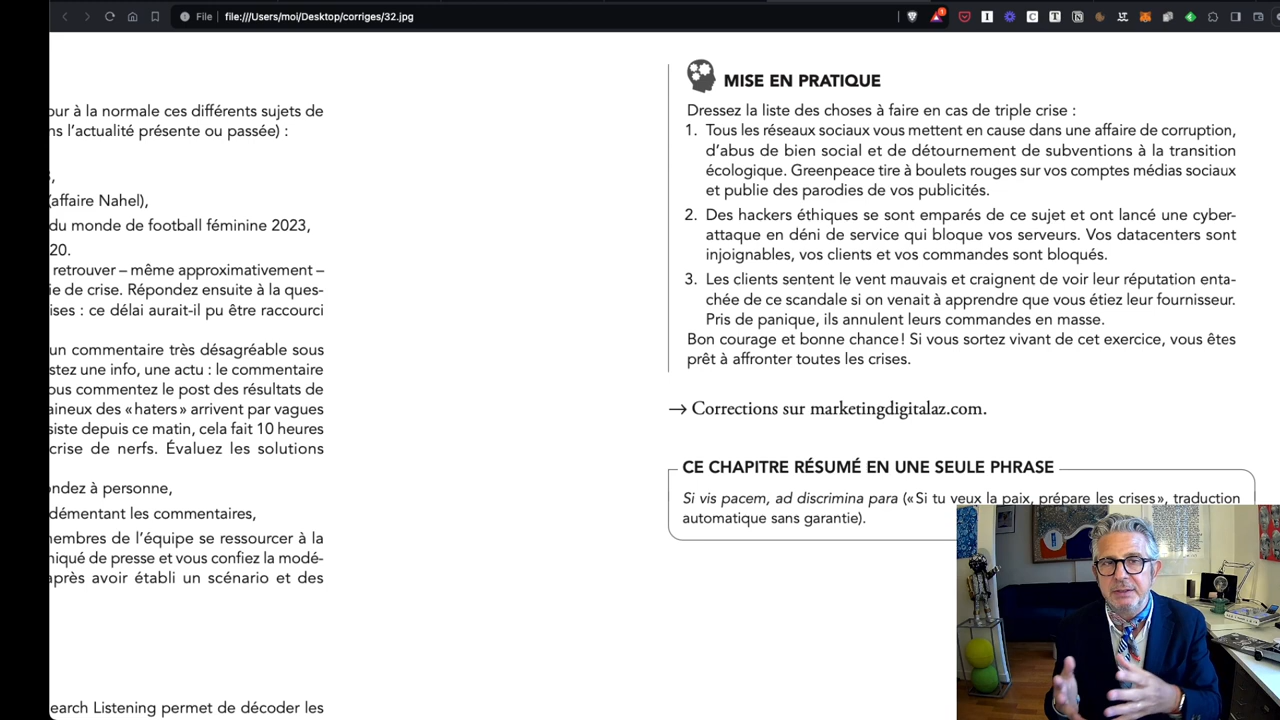 File file:///Users/moi/Desktop/corriges/32.jpg
our à la normale ces différents sujets de
ns l'actualité présente ou passée) :
(affaire Nahel),
du monde de football féminine 2023,
20.
retrouver – même approximativement –
ie de crise. Répondez ensuite à la ques-
ises : ce délai aurait-il pu être raccourci
un commentaire très désagréable sous
stez une info, une actu : le commentaire
ous commentez le post des résultats de
aineux des « haters » arrivent par vagues
siste depuis ce matin, cela fait 10 heures
crise de nerfs. Évaluez les solutions
ondez à personne,
démentant les commentaires,
membres de l'équipe se ressourcer à la
niqué de presse et vous confiez la modé-
après avoir établi un scénario et des
earch Listening permet de décoder les
MISE EN PRATIQUE
Dressez la liste des choses à faire en cas de triple crise :
1. Tous les réseaux sociaux vous mettent en cause dans une affaire de corruption,
d'abus de bien social et de détournement de subventions à la transition
écologique. Greenpeace tire à boulets rouges sur vos comptes médias sociaux
et publie des parodies de vos publicités.
2. Des hackers éthiques se sont emparés de ce sujet et ont lancé une cyber-
attaque en déni de service qui bloque vos serveurs. Vos datacenters sont
injoignables, vos clients et vos commandes sont bloqués.
3. Les clients sentent le vent mauvais et craignent de voir leur réputation enta-
chée de ce scandale si on venait à apprendre que vous étiez leur fournisseur.
Pris de panique, ils annulent leurs commandes en masse.
Bon courage et bonne chance ! Si vous sortez vivant de cet exercice, vous êtes
prêt à affronter toutes les crises.
→ Corrections sur marketingdigitalaz.com.
CE CHAPITRE RÉSUMÉ EN UNE SEULE PHRASE
Si vis pacem, ad discrimina para (« Si tu veux la paix, prépare les crises », traduction
automatique sans garantie).